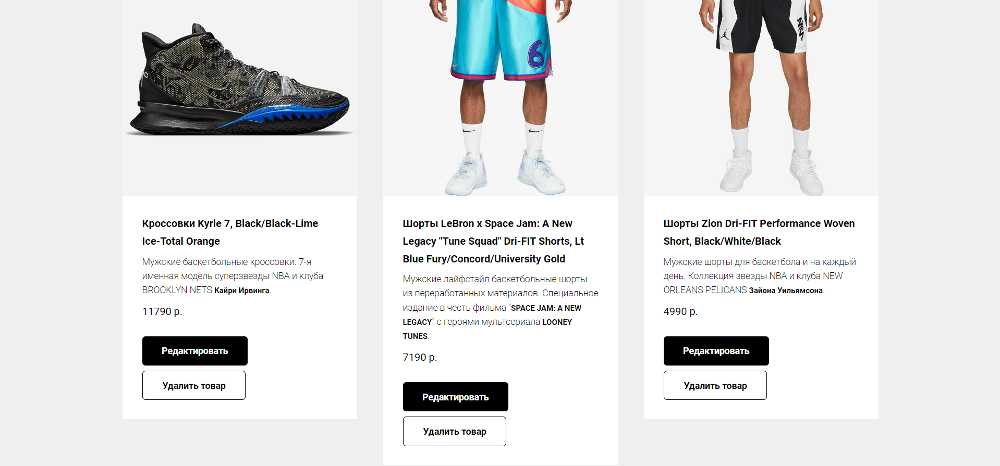 6
Кроссовки Kyrie 7, Black/Black-Lime
Ice-Total Orange
Мужские баскетбольные кроссовки. 7-я
именная модель суперзвезды NBA и клуба
BROOKLYN NETS Кайри Ирвинга.
11790 р.
Редактировать
Удалить товар
Шорты LeBron x Space Jam: A New
Legacy "Tune Squad" Dri-FIT Shorts, Lt
Blue Fury/Concord/University Gold
Мужские лайфстайл баскетбольные шорты
из переработанных материалов. Специальное
издание в честь фильма "SPACE JAM: A NEW
LEGACY" с героями мультсериала LOONEY
TUNES.
7190 р.
Редактировать
Удалить товар
Шорты Zion Dri-FIT Performance Woven
Short, Black/White/Black
Мужские шорты для баскетбола и на каждый
день. Коллекция звезды NBA и клуба NEW
ORLEANS PELICANS Зайона Уильямсона.
4990 р.
Редактировать
Удалить товар